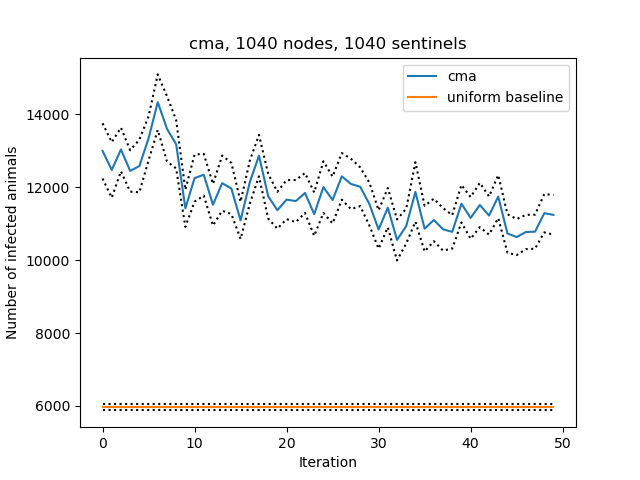 cma, 1040 nodes, 1040 sentinels
cma
uniform baseline
Number of infected animals
14000
12000
10000
8000
6000
0 10 20 30 40 50
Iteration